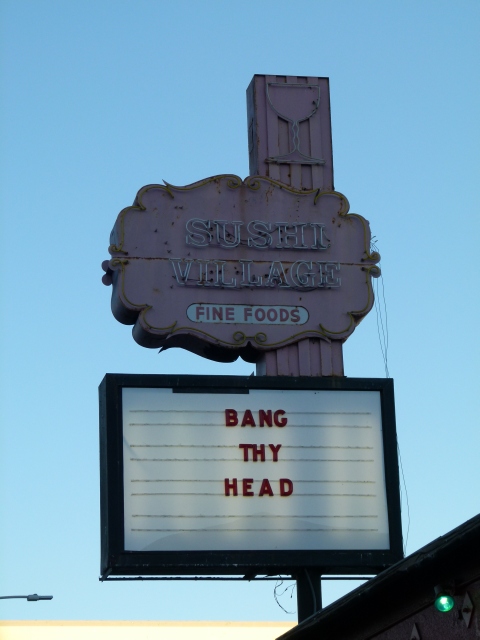 SUSHI
VILLAGE
FINE FOODS
BANG
THY
HEAD